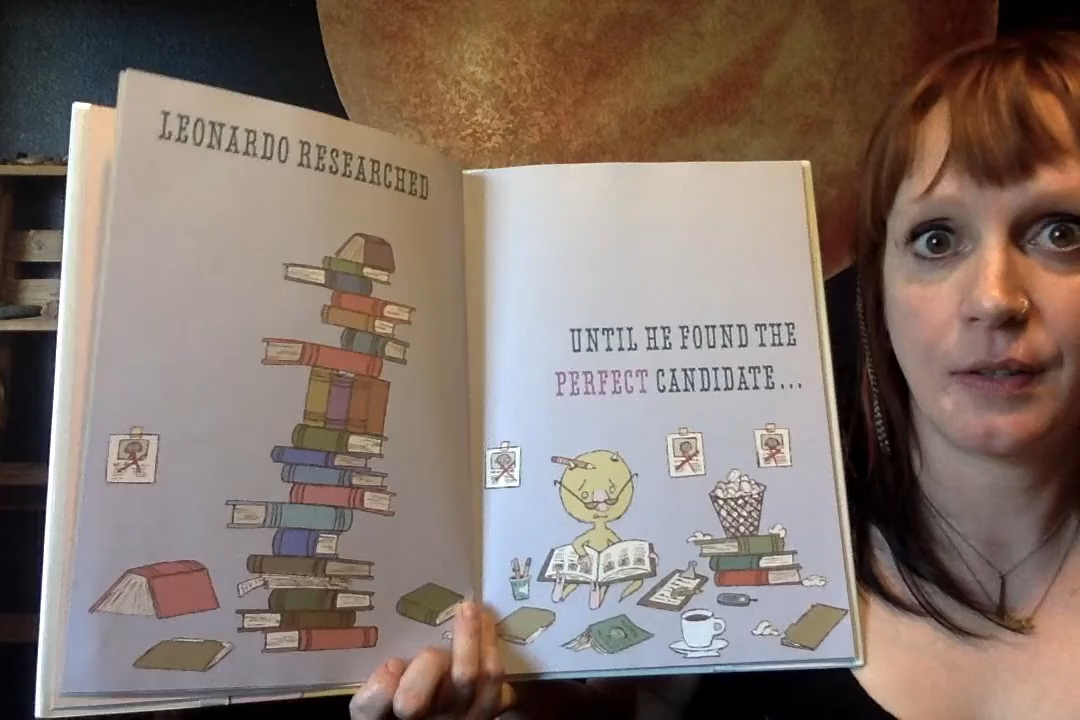 LEONARDO RESEARCHED
UNTIL HE FOUND THE
PERFECT CANDIDATE...